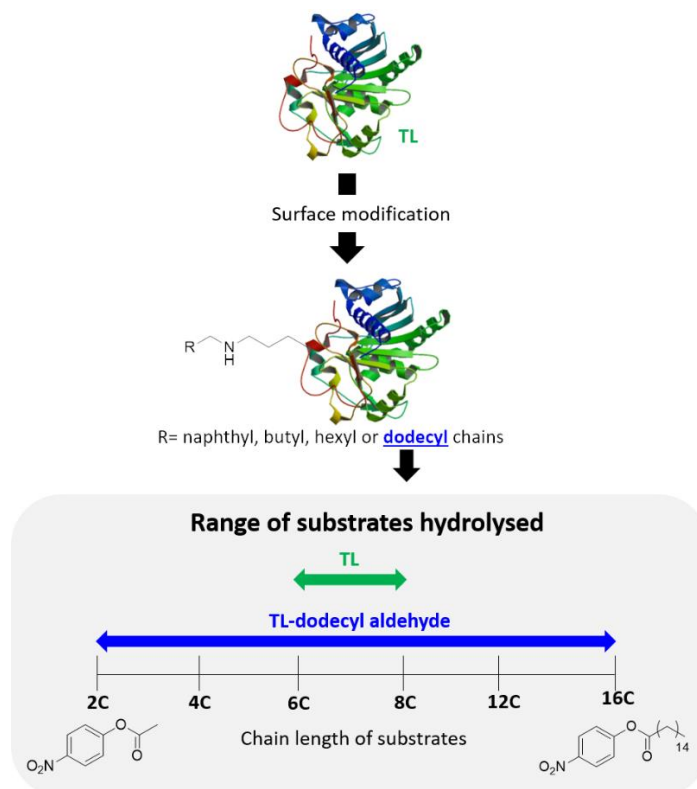 TL
Surface modification
R
N
H
R= naphthyl, butyl, hexyl or dodecyl chains
Range of substrates hydrolysed
TL
TL-dodecyl aldehyde
2C 4C 6C 8C 12C 16C
Chain length of substrates
O
O
O2N
O
O
14
O2N